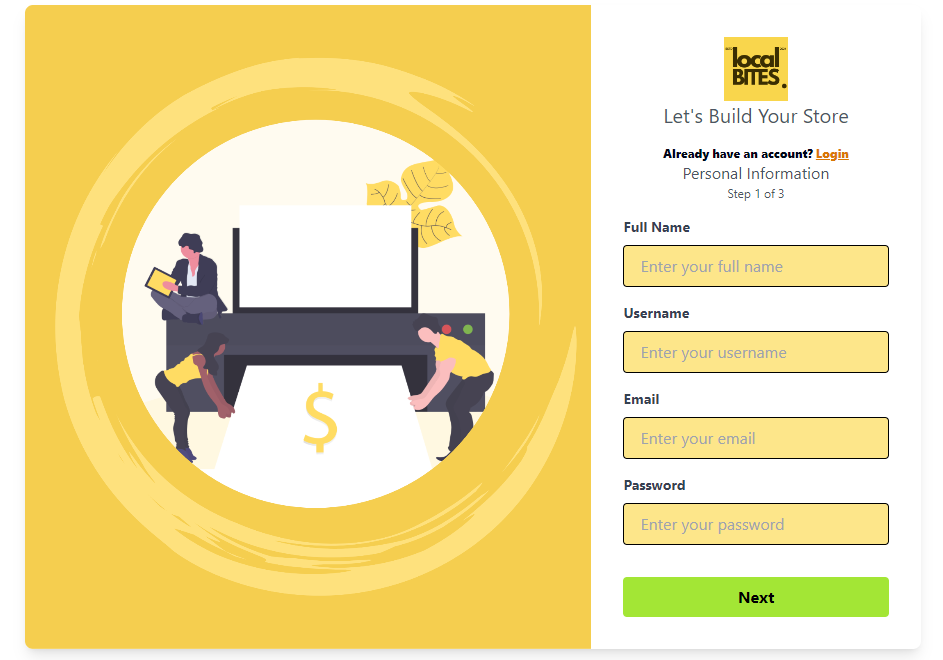 local
BITES.
Let's Build Your Store
Already have an account? Login
Personal Information
Step 1 of 3
Full Name
Enter your full name
Username
Enter your username
Email
Enter your email
Password
Enter your password
Next
$